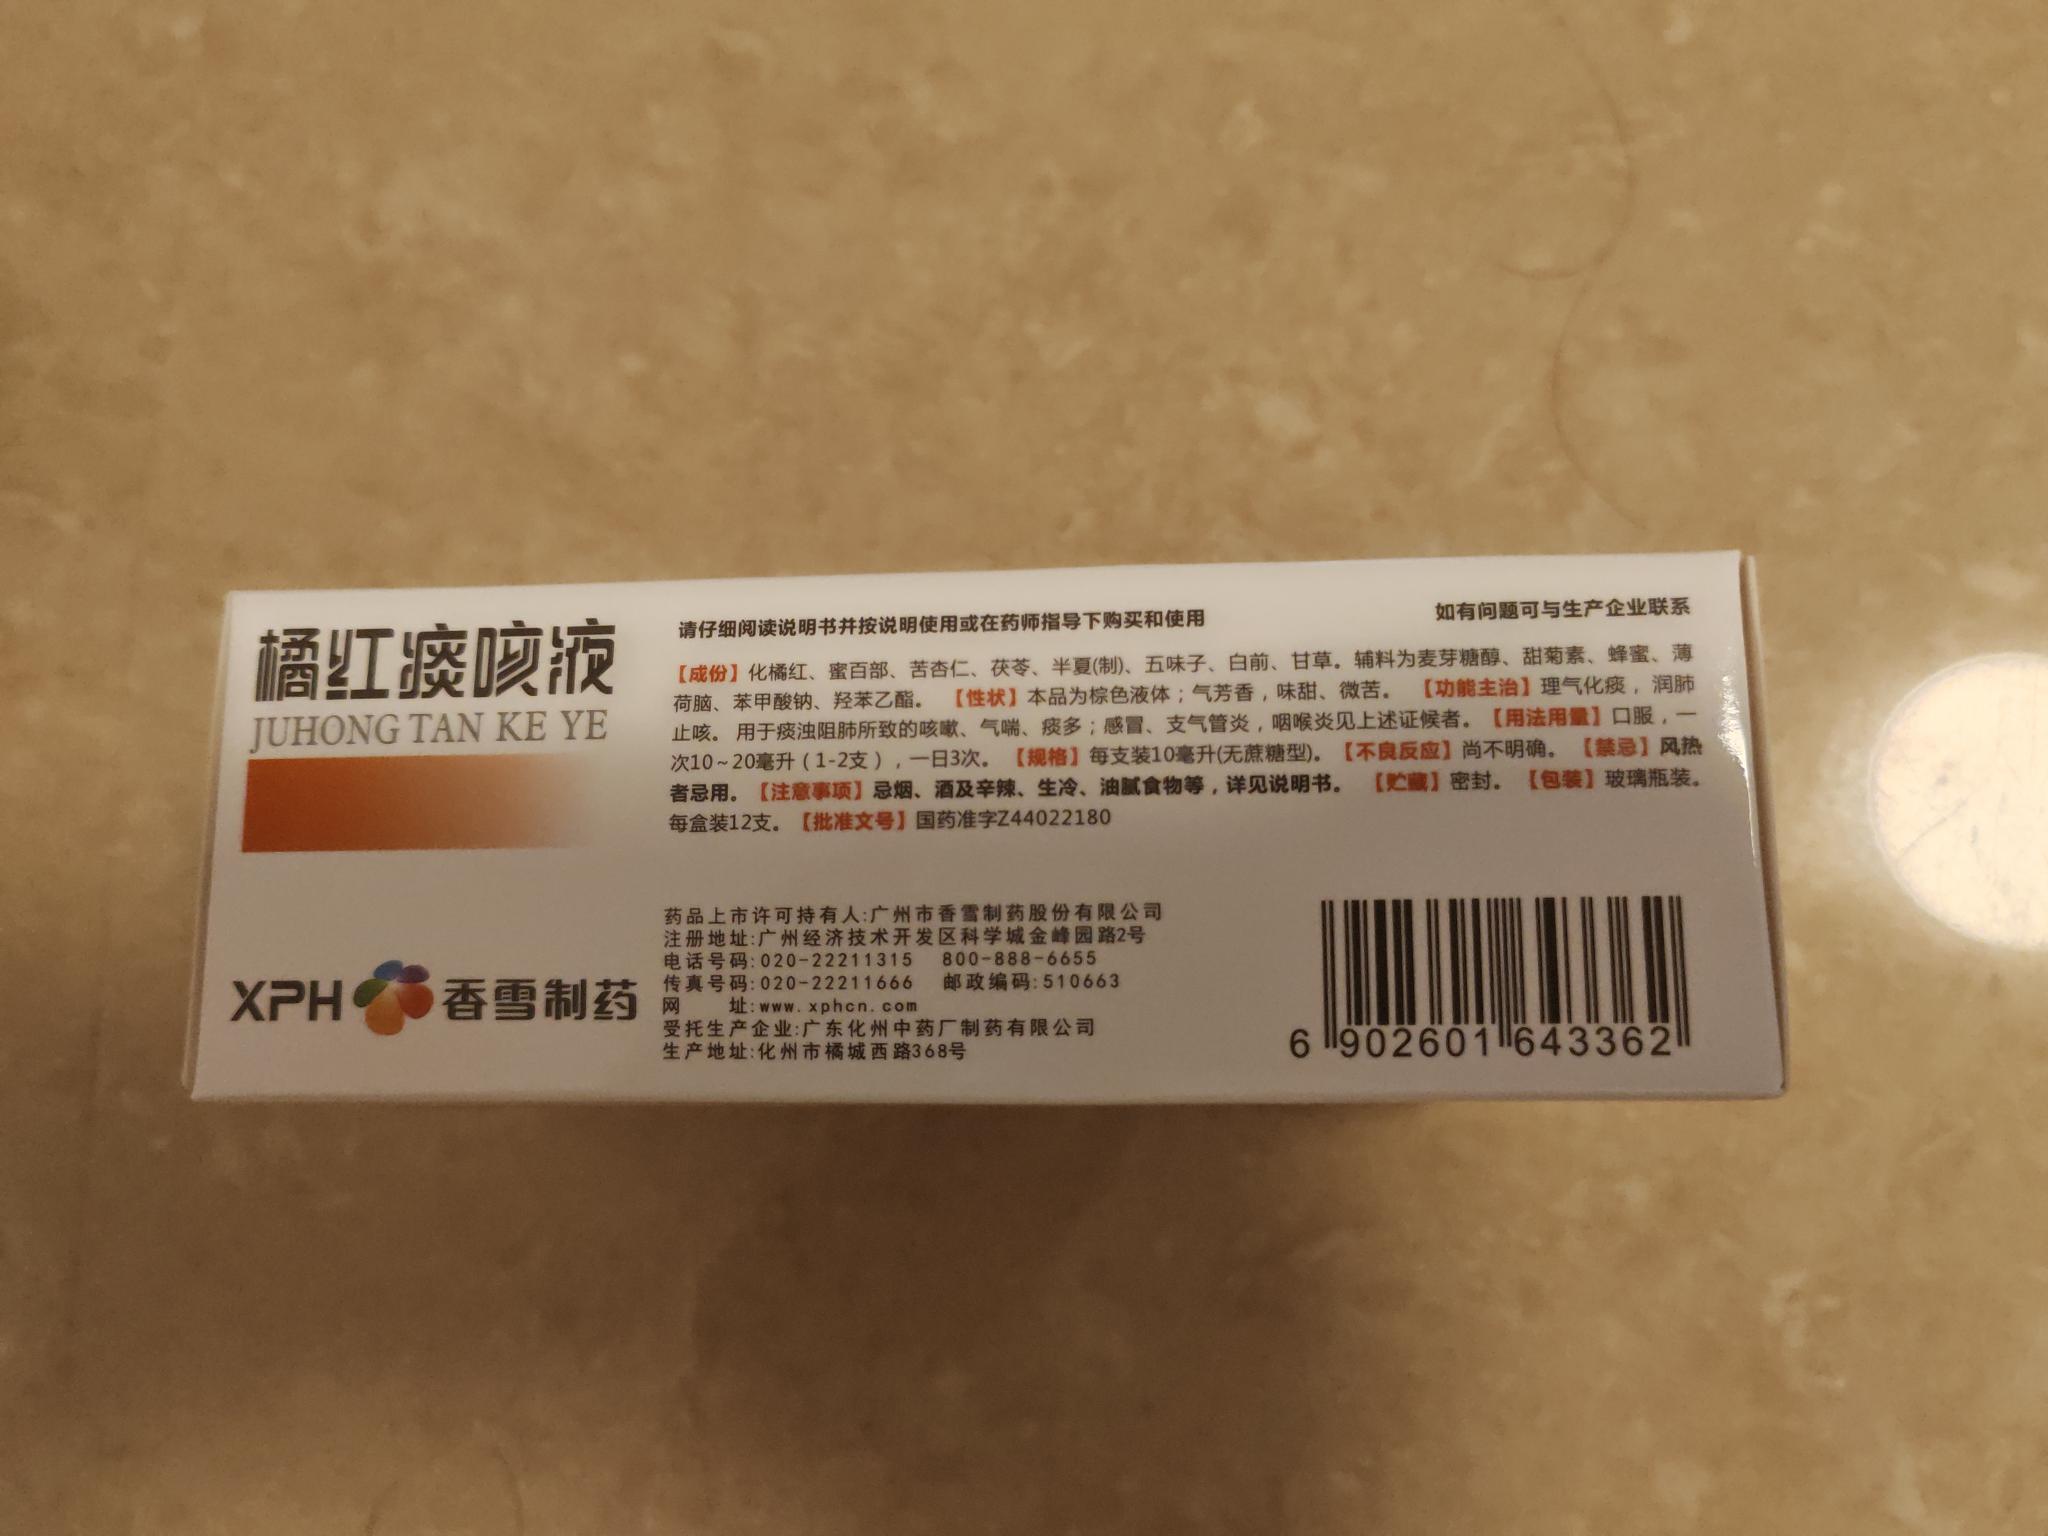 橘红痰咳液
JUHONG TAN KE YE
请仔细阅读说明书并按说明使用或在药师指导下购买和使用
如有问题可与生产企业联系
【成份】化橘红、蜜百部、苦杏仁、茯苓、半夏(制)、五味子、白前、甘草。辅料为麦芽糖醇、甜菊素、蜂蜜、薄
荷脑、苯甲酸钠、羟苯乙酯。 【性状】本品为棕色液体；气芳香，味甜、微苦。 【功能主治】理气化痰，润肺
止咳。用于痰浊阻肺所致的咳嗽、气喘、痰多；感冒、支气管炎，咽喉炎见上述证候者。 【用法用量】口服，一
次10～20毫升（1-2支），一日3次。 【规格】每支装10毫升(无蔗糖型)。 【不良反应】尚不明确。 【禁忌】风热
者忌用。 【注意事项】忌烟、酒及辛辣、生冷、油腻食物等，详见说明书。 【贮藏】密封。 【包装】玻璃瓶装。
每盒装12支。 【批准文号】国药准字Z44022180
XPH 香雪制药
药品上市许可持有人:广州市香雪制药股份有限公司
注册地址:广州经济技术开发区科学城金峰园路2号
电话号码:020-22211315 800-888-6655
传真号码:020-22211666 邮政编码:510663
网 址:www.xphcn.com
受托生产企业:广东化州中药厂制药有限公司
生产地址:化州市橘城西路368号
6 902601 643362